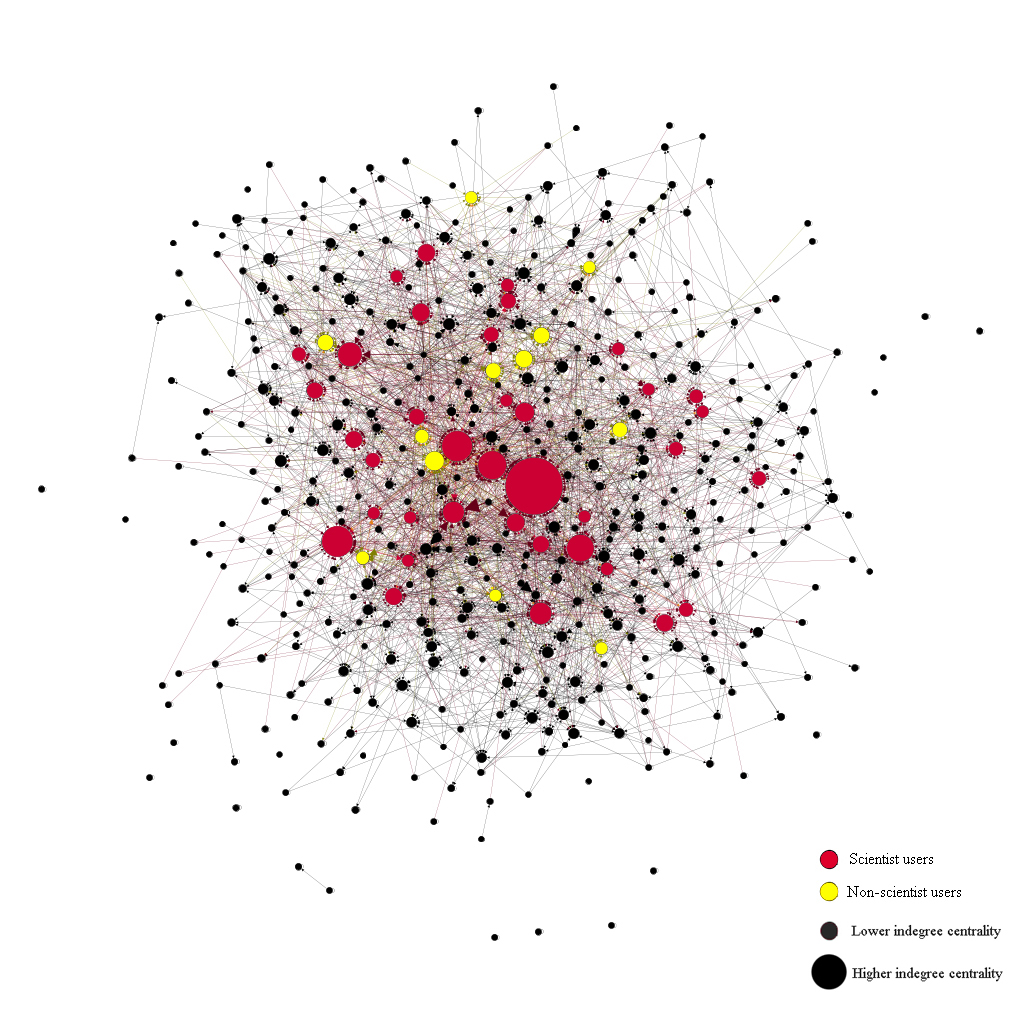 Scientist users
Non-scientist users
Lower indegree centrality
Higher indegree centrality